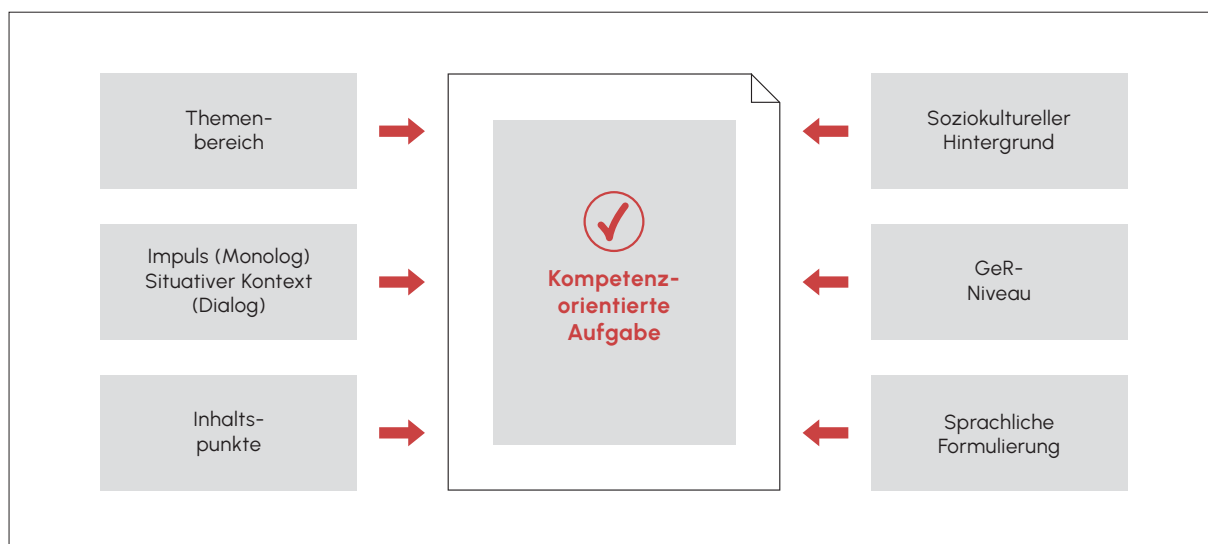 Themen-
bereich
Impuls (Monolog)
Situativer Kontext
(Dialog)
Inhalts-
punkte
Kompetenz-
orientierte
Aufgabe
Soziokultureller
Hintergrund
GeR-
Niveau
Sprachliche
Formulierung